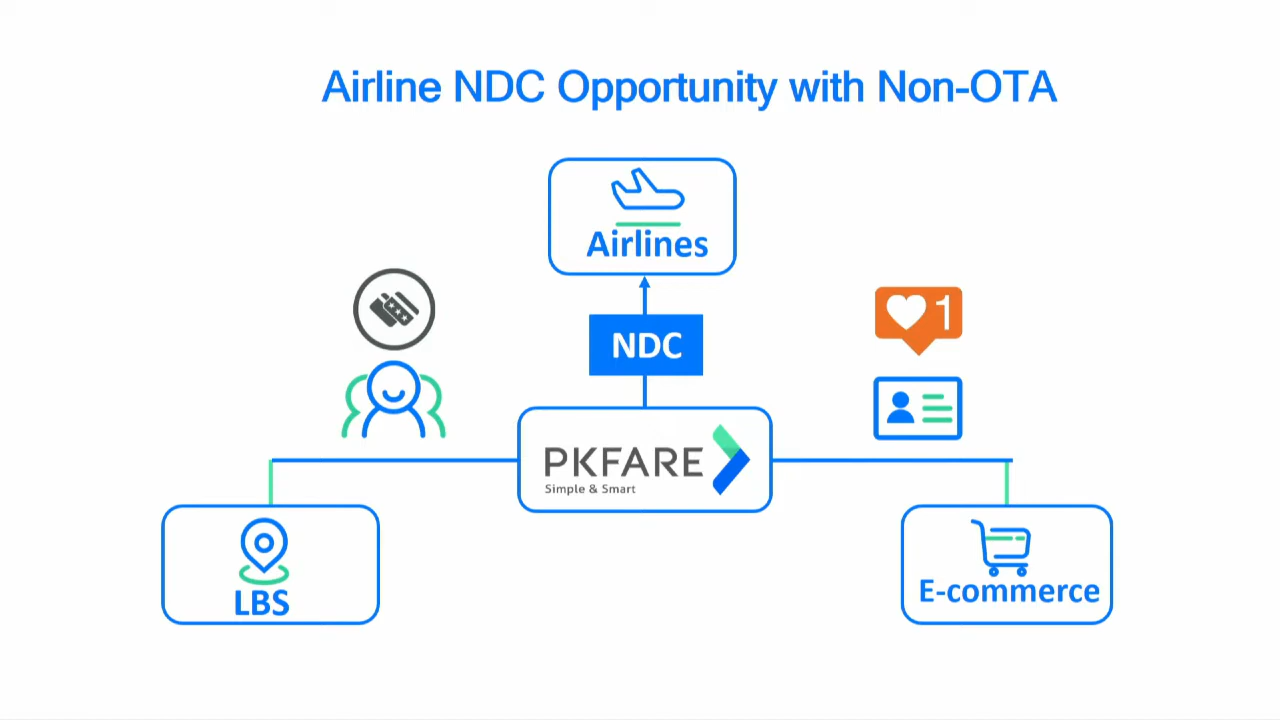 Airline NDC Opportunity with Non-OTA
Airlines
1
NDC
PKFARE
Simple & Smart
LBS
E-commerce